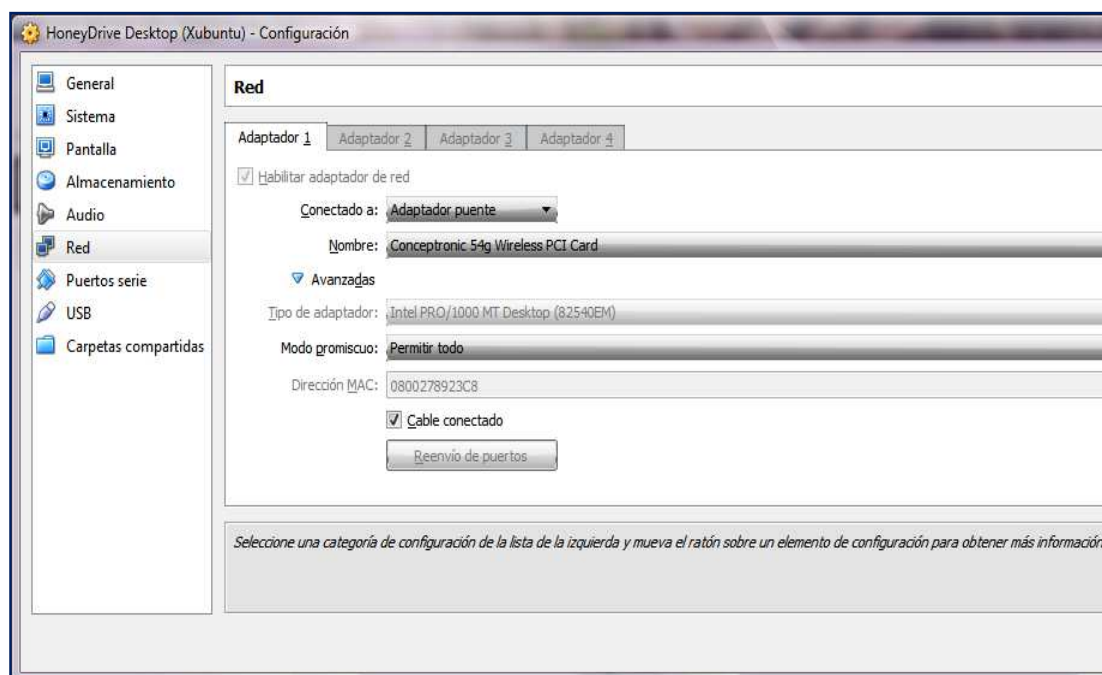 HoneyDrive Desktop (Xubuntu) - Configuración
General
Sistema
Pantalla
Almacenamiento
Audio
Red
Puertos serie
USB
Carpetas compartidas
Red
Adaptador 1 Adaptador 2 Adaptador 3 Adaptador 4
Habilitar adaptador de red
Conectado a: Adaptador puente
Nombre: Conceptronic 54g Wireless PCI Card
Avanzadas
Tipo de adaptador: Intel PRO/1000 MT Desktop (82540EM)
Modo promiscuo: Permitir todo
Dirección MAC: 0800278923C8
Cable conectado
Reenvío de puertos
Seleccione una categoría de configuración de la lista de la izquierda y mueva el ratón sobre un elemento de configuración para obtener más información